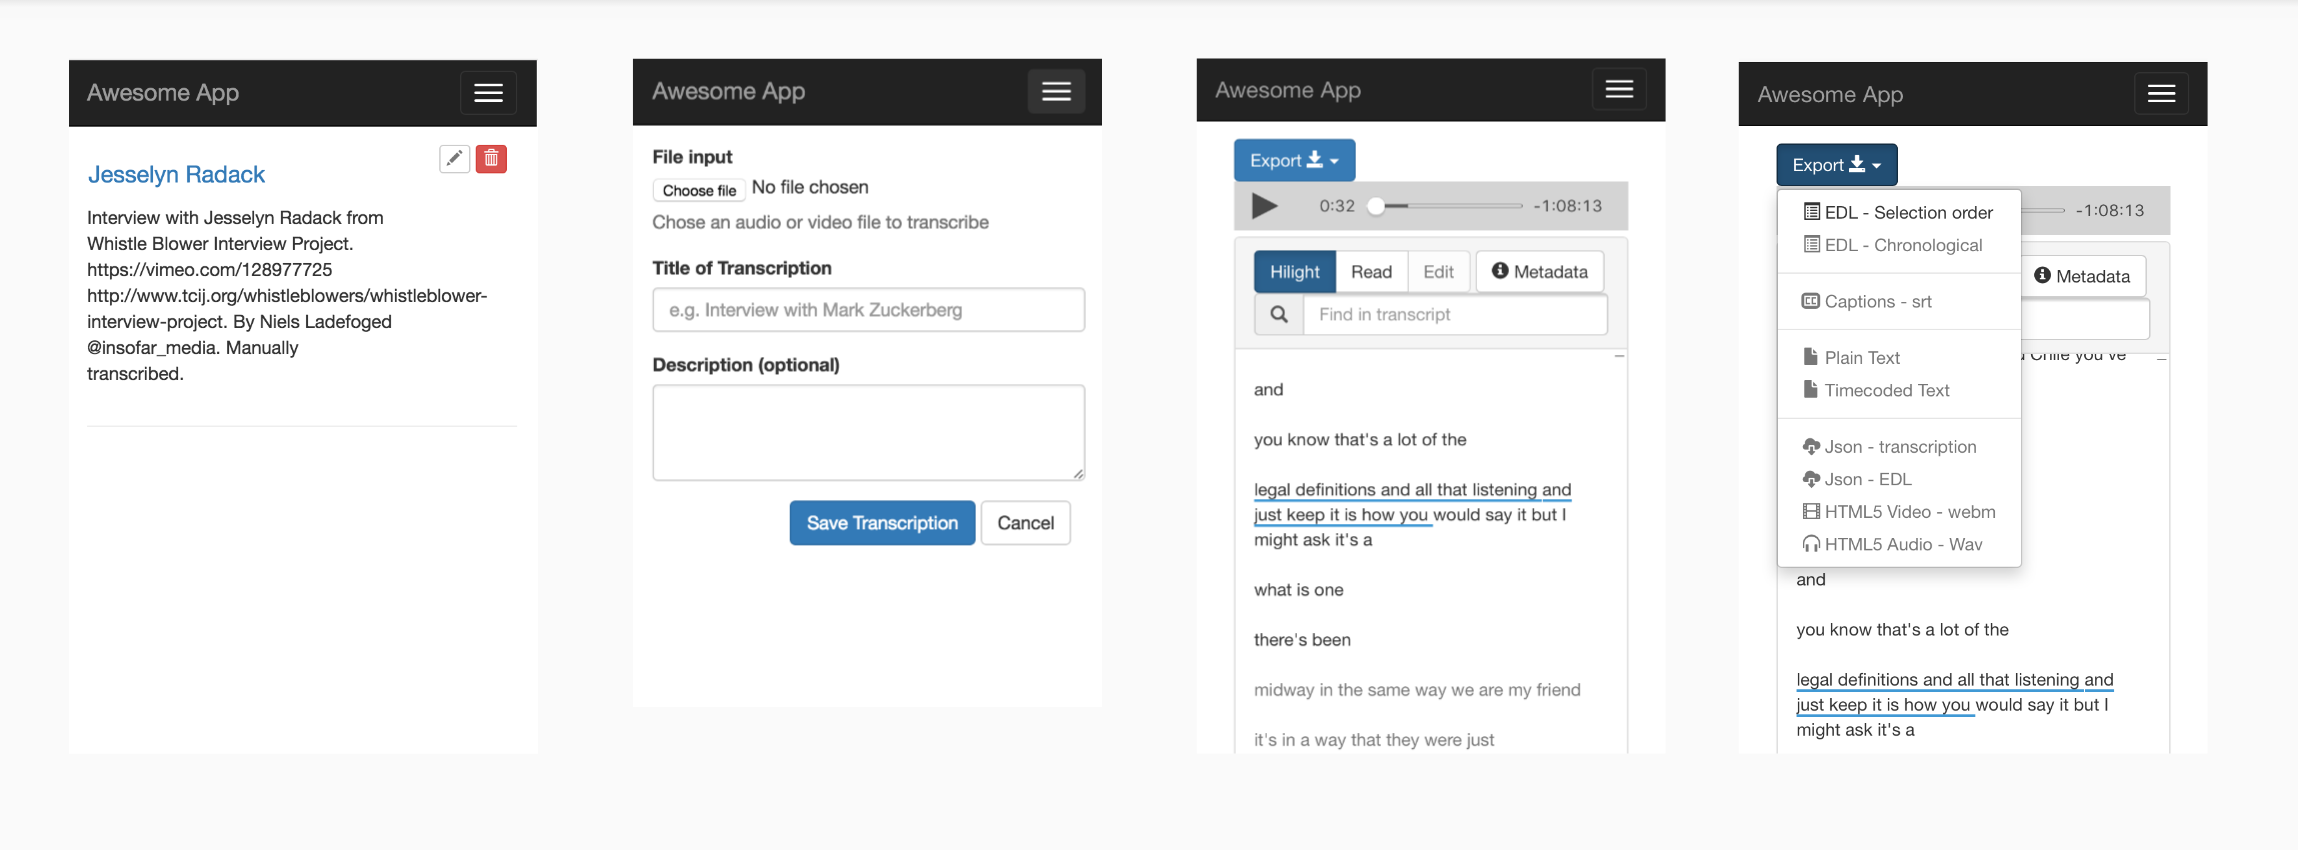 Awesome App
Jesselyn Radack
Interview with Jesselyn Radack from
Whistle Blower Interview Project.
https://vimeo.com/128977725
http://www.tcij.org/whistleblowers/whistleblower-
interview-project. By Niels Ladefoged
@insofar_media. Manually
transcribed.
Awesome App
File input
Choose file No file chosen
Chose an audio or video file to transcribe
Title of Transcription
e.g. Interview with Mark Zuckerberg
Description (optional)
Save Transcription Cancel
Awesome App
Export
0:32 -1:08:13
Hilight Read Edit Metadata
Find in transcript
and
you know that's a lot of the
legal definitions and all that listening and
just keep it is how you would say it but I
might ask it's a
what is one
there's been
midway in the same way we are my friend
it's in a way that they were just
Awesome App
Export
-1:08:13
EDL - Selection order
EDL - Chronological
Metadata
CC Captions - srt
Chile you've
Plain Text
Timecoded Text
Json - transcription
Json - EDL
HTML5 Video - webm
HTML5 Audio - Wav
and
you know that's a lot of the
legal definitions and all that listening and
just keep it is how you would say it but I
might ask it's a